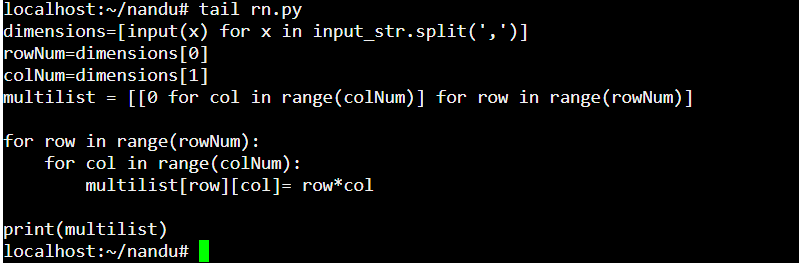 localhost:~/nandu# tail rn.py
dimensions=[input(x) for x in input_str.split(',')]
rowNum=dimensions[0]
colNum=dimensions[1]
multilist = [[0 for col in range(colNum)] for row in range(rowNum)]

for row in range(rowNum):
    for col in range(colNum):
        multilist[row][col]= row*col

print(multilist)
localhost:~/nandu#